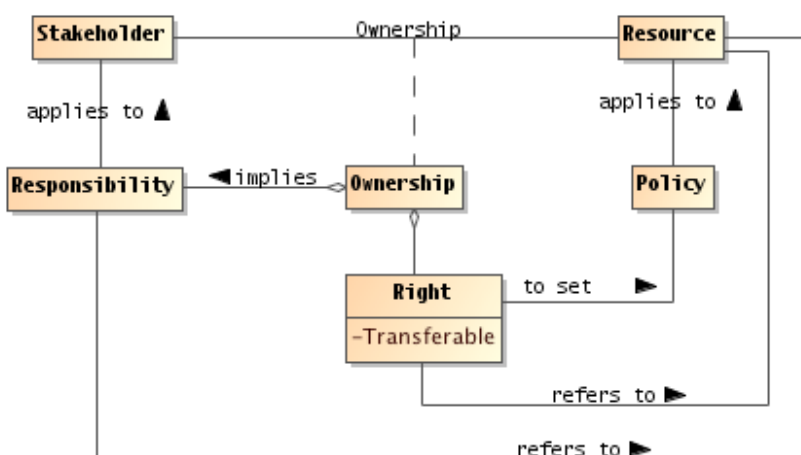 Stakeholder
Ownership
Resource
applies to
applies to
Responsibility
implies
Ownership
Policy
Right
to set
-Transferable
refers to
refers to